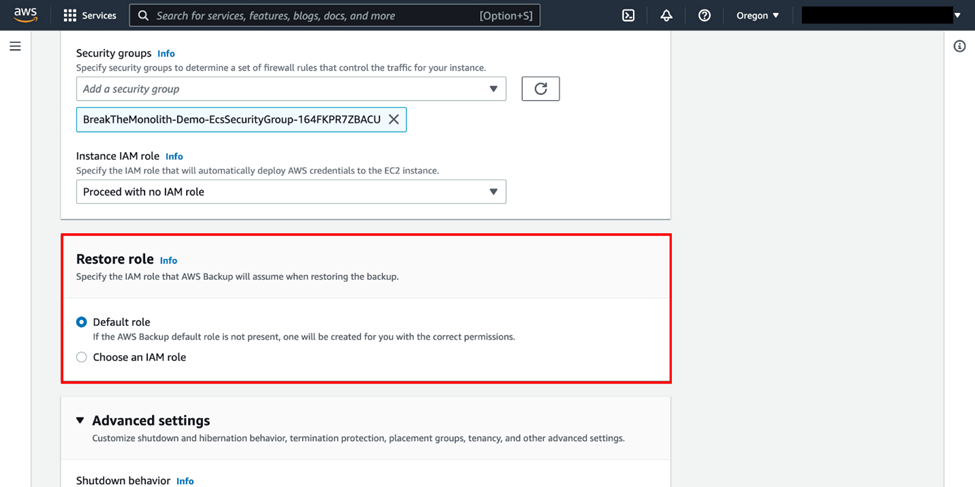 aws
Services
Search for services, features, blogs, docs, and more
[Option+S]
Oregon
Security groups Info
Specify security groups to determine a set of firewall rules that control the traffic for your instance.
Add a security group
BreakTheMonolith-Demo-EcsSecurityGroup-164FKPR7ZBACU
Instance IAM role Info
Specify the IAM role that will automatically deploy AWS credentials to the EC2 instance.
Proceed with no IAM role
Restore role Info
Specify the IAM role that AWS Backup will assume when restoring the backup.
Default role
If the AWS Backup default role is not present, one will be created for you with the correct permissions.
Choose an IAM role
Advanced settings
Customize shutdown and hibernation behavior, termination protection, placement groups, tenancy, and other advanced settings.
Shutdown behavior Info